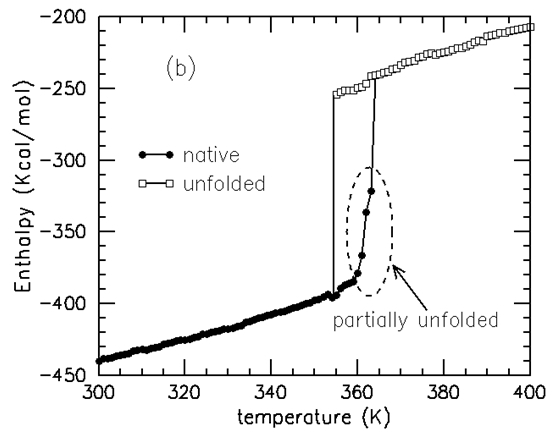 -200
(b)
-250
native
-300
unfolded
Enthalpy (Kcal/mol)
-350
-400
partially unfolded
-450
300 320 340 360 380 400
temperature (K)